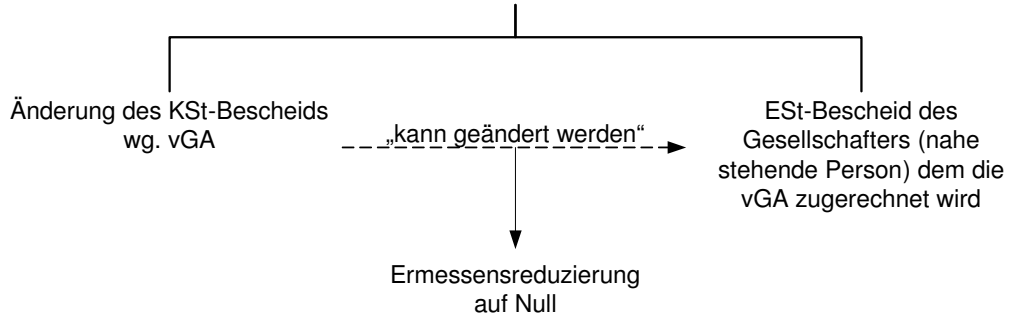 Änderung des KSt-Bescheids
wg. vGA
„kann geändert werden“
ESt-Bescheid des
Gesellschafters (nahe
stehende Person) dem die
vGA zugerechnet wird
Ermessensreduzierung
auf Null